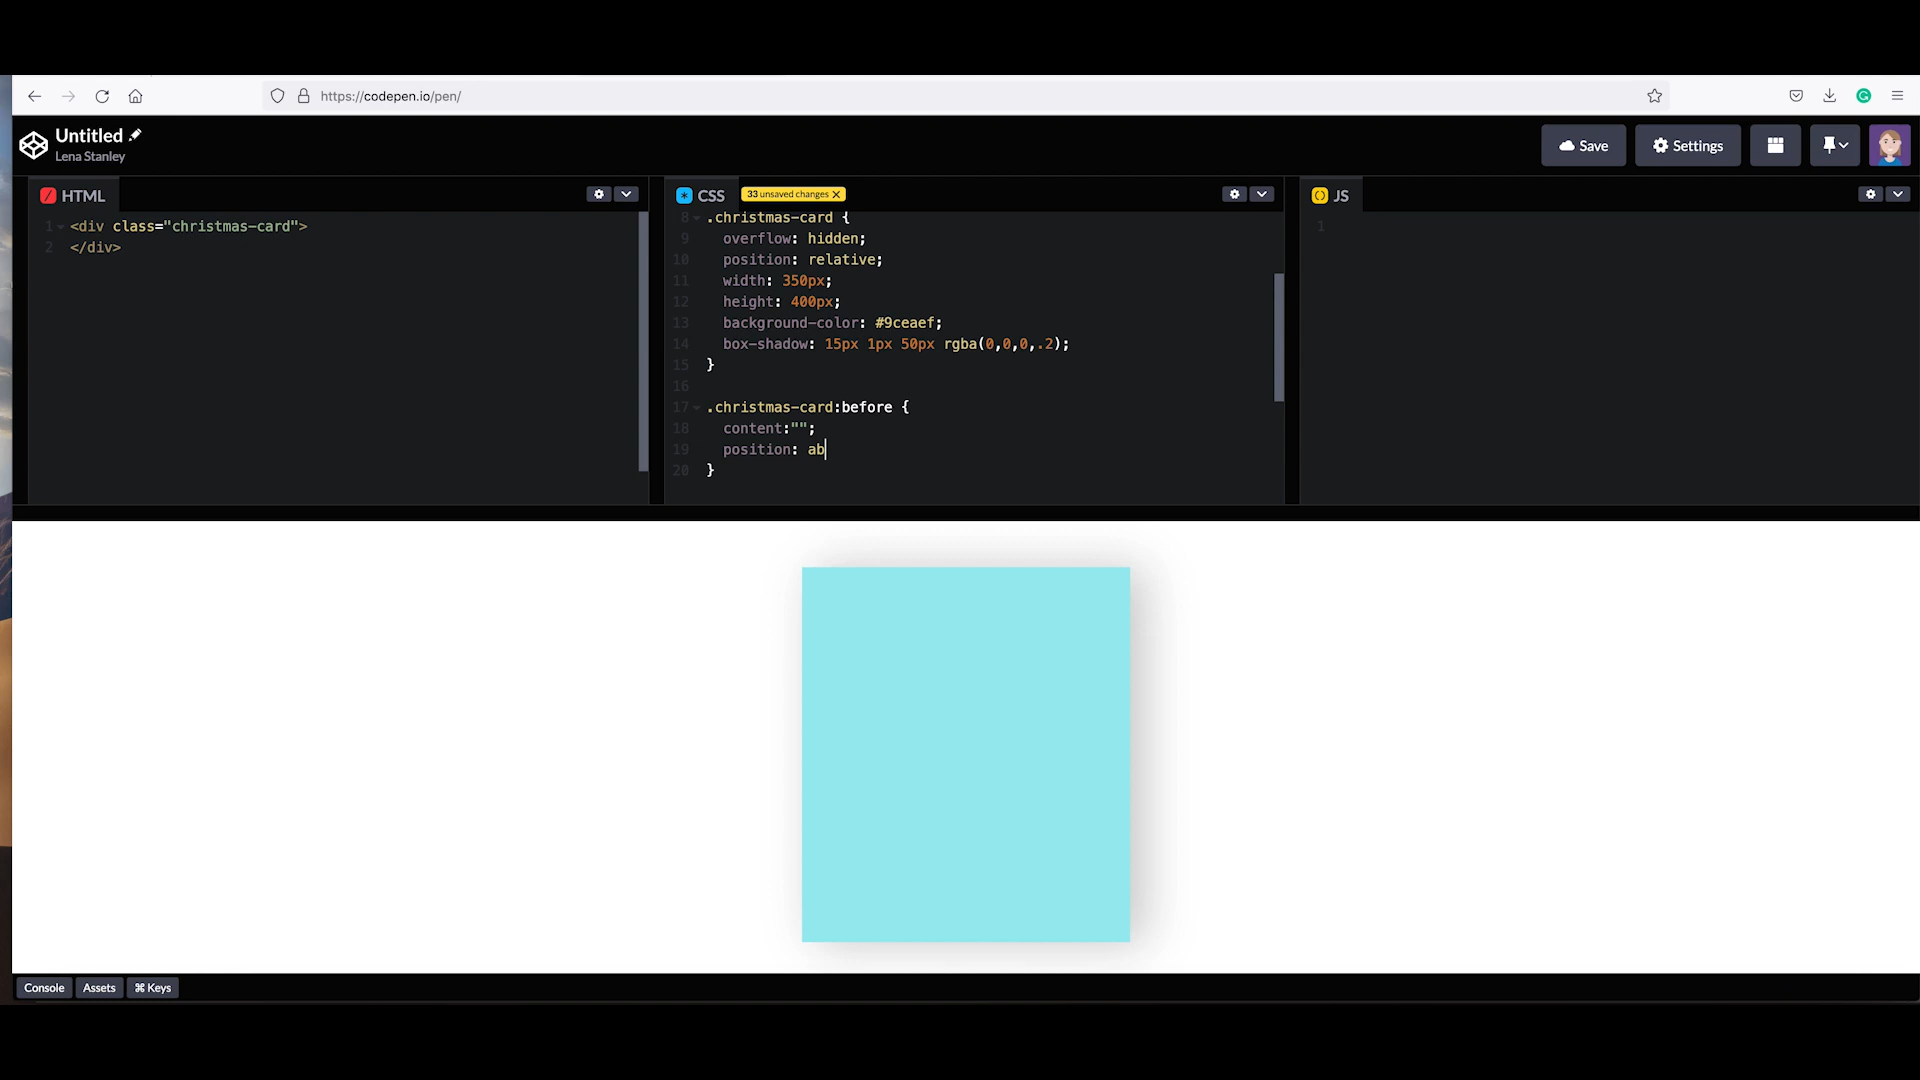 https://codepen.io/pen/
Untitled
Lena Stanley
Save
Settings
HTML
1 <div class="christmas-card">
2 </div>
CSS
33 unsaved changes
8 .christmas-card {
9 overflow: hidden;
10 position: relative;
11 width: 350px;
12 height: 400px;
13 background-color: #9ceaef;
14 box-shadow: 15px 1px 50px rgba(0,0,0,.2);
15 }
16
17 .christmas-card:before {
18 content:"";
19 position: ab
20 }
JS
1
Console
Assets
⌘ Keys